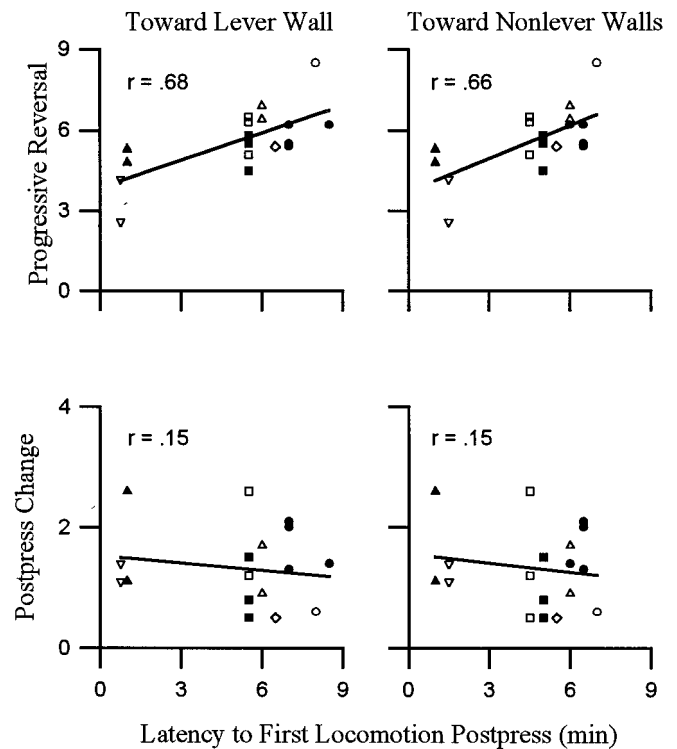 Toward Lever Wall
Toward Nonlever Walls
Progressive Reversal
9
6
3
0
r = .68
r = .66
Postpress Change
4
2
0
r = .15
r = .15
0 3 6 9
0 3 6 9
Latency to First Locomotion Postpress (min)